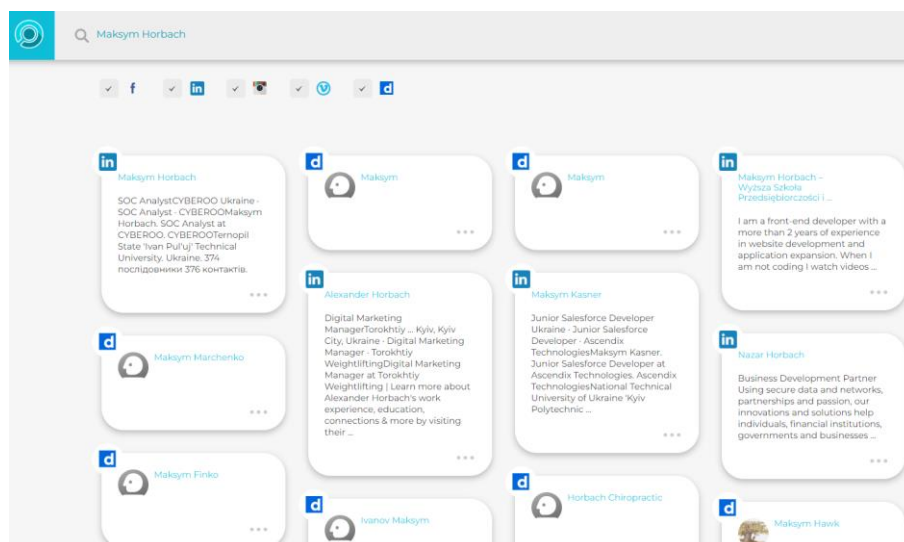 Maksym Horbach
Maksym Horbach
SOC AnalystCYBEROO Ukraine ·
SOC Analyst · CYBEROOMaksym
Horbach. SOC Analyst at
CYBEROO. CYBEROOTernopil
State 'Ivan Pul'uj' Technical
University. Ukraine. 374
послідовники 376 контактів.
Maksym Marchenko
Maksym Finko
Maksym
Alexander Horbach
Digital Marketing
ManagerTorokhtiy ... Kyiv, Kyiv
City, Ukraine · Digital Marketing
Manager · Torokhtiy
WeightliftingDigital Marketing
Manager at Torokhtiy
Weightlifting | Learn more about
Alexander Horbach's work
experience, education,
connections & more by visiting
their ...
Ivanov Maksym
Maksym
Maksym Kasner
Junior Salesforce Developer
Ukraine · Junior Salesforce
Developer · Ascendix
TechnologiesMaksym Kasner.
Junior Salesforce Developer at
Ascendix Technologies. Ascendix
TechnologiesNational Technical
University of Ukraine 'Kyiv
Polytechnic ...
Horbach Chiropractic
Maksym Horbach –
Wyższa Szkoła
Przedsiębiorczości i ...
I am a front-end developer with a
more than 2 years of experience
in website development and
application expansion. When I
am not coding I watch videos ...
Nazar Horbach
Business Development Partner
Using secure data and networks,
partnerships and passion, our
innovations and solutions help
individuals, financial institutions,
governments and businesses ...
Maksym Hawk